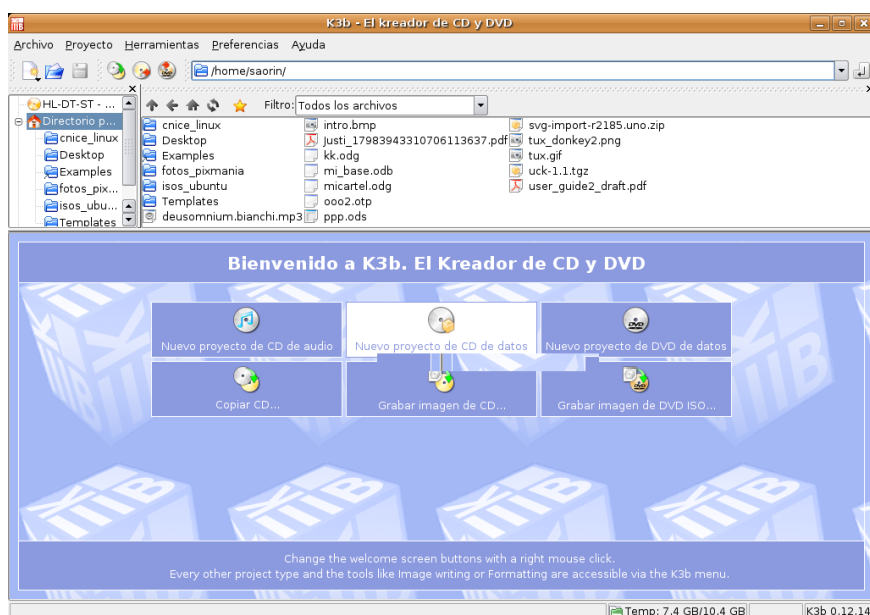 K3b - El kreador de CD y DVD
Archivo Proyecto Herramientas Preferencias Ayuda
/home/saorin/
HL-DT-ST - ...
Filtro: Todos los archivos
Directorio p...
cnice_linux
Desktop
Examples
fotos_pix...
isos_ubu...
Templates
cnice_linux intro.bmp svg-import-r2185.uno.zip
Desktop Justi_17983943310706113637.pdf tux_donkey2.png
Examples kk.odg tux.gif
fotos_pixmania mi_base.odb uck-1.1.tgz
isos_ubuntu micartel.odg user_guide2_draft.pdf
Templates ooo2.otp
deusomnium.bianchi.mp3 ppp.ods
Bienvenido a K3b. El Kreador de CD y DVD
Nuevo proyecto de CD de audio Nuevo proyecto de CD de datos Nuevo proyecto de DVD de datos
Copiar CD... Grabar imagen de CD... Grabar imagen de DVD ISO...
Change the welcome screen buttons with a right mouse click.
Every other project type and the tools like Image writing or Formatting are accessible via the K3b menu.
Temp: 7.4 GB/10.4 GB K3b 0.12.14